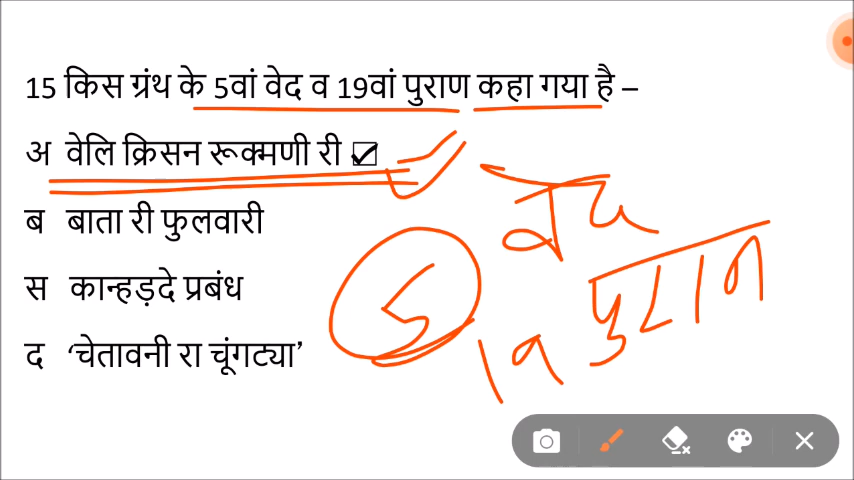 15 किस ग्रंथ के 5वां वेद व 19वां पुराण कहा गया है –
अ वेलि क्रिसन रूक्मणी री ☑
ब बाता री फुलवारी
स कान्हड़दे प्रबंध
द ‘चेतावनी रा चूंगट्या’
5 वेद
19 पुरान